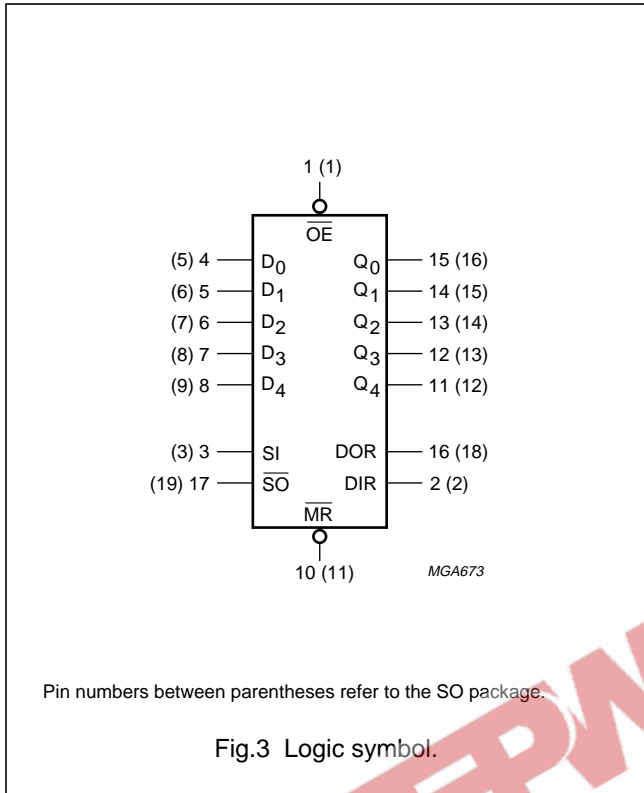 1 (1)
O̅E̅
(5) 4 D0 Q0 15 (16)
(6) 5 D1 Q1 14 (15)
(7) 6 D2 Q2 13 (14)
(8) 7 D3 Q3 12 (13)
(9) 8 D4 Q4 11 (12)
(3) 3 SI DOR 16 (18)
(19) 17 S̅O̅ DIR 2 (2)
M̅R̅
10 (11) MGA673
Pin numbers between parentheses refer to the SO package.
Fig.3 Logic symbol.